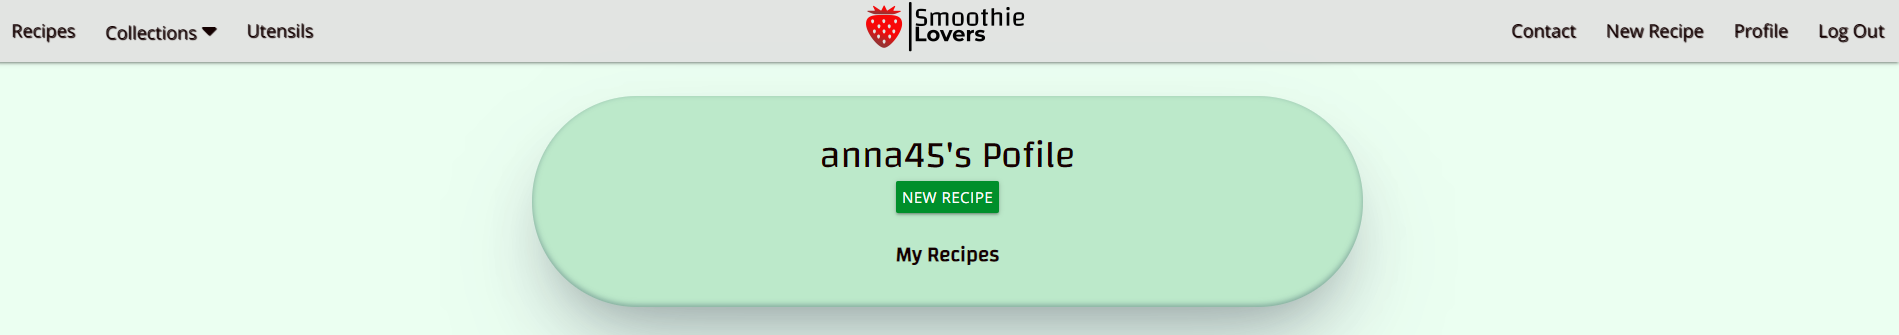 Recipes Collections Utensils
Smoothie
Lovers
Contact New Recipe Profile Log Out
anna45's Pofile
NEW RECIPE
My Recipes